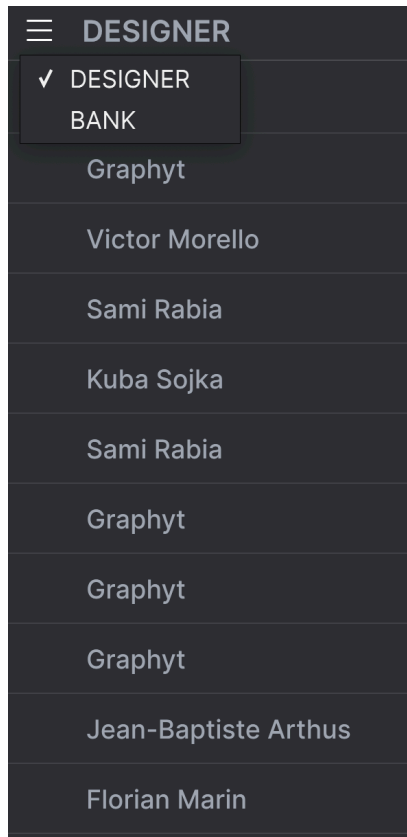 DESIGNER
✓ DESIGNER
BANK
Graphyt
Victor Morello
Sami Rabia
Kuba Sojka
Sami Rabia
Graphyt
Graphyt
Graphyt
Jean-Baptiste Arthus
Florian Marin